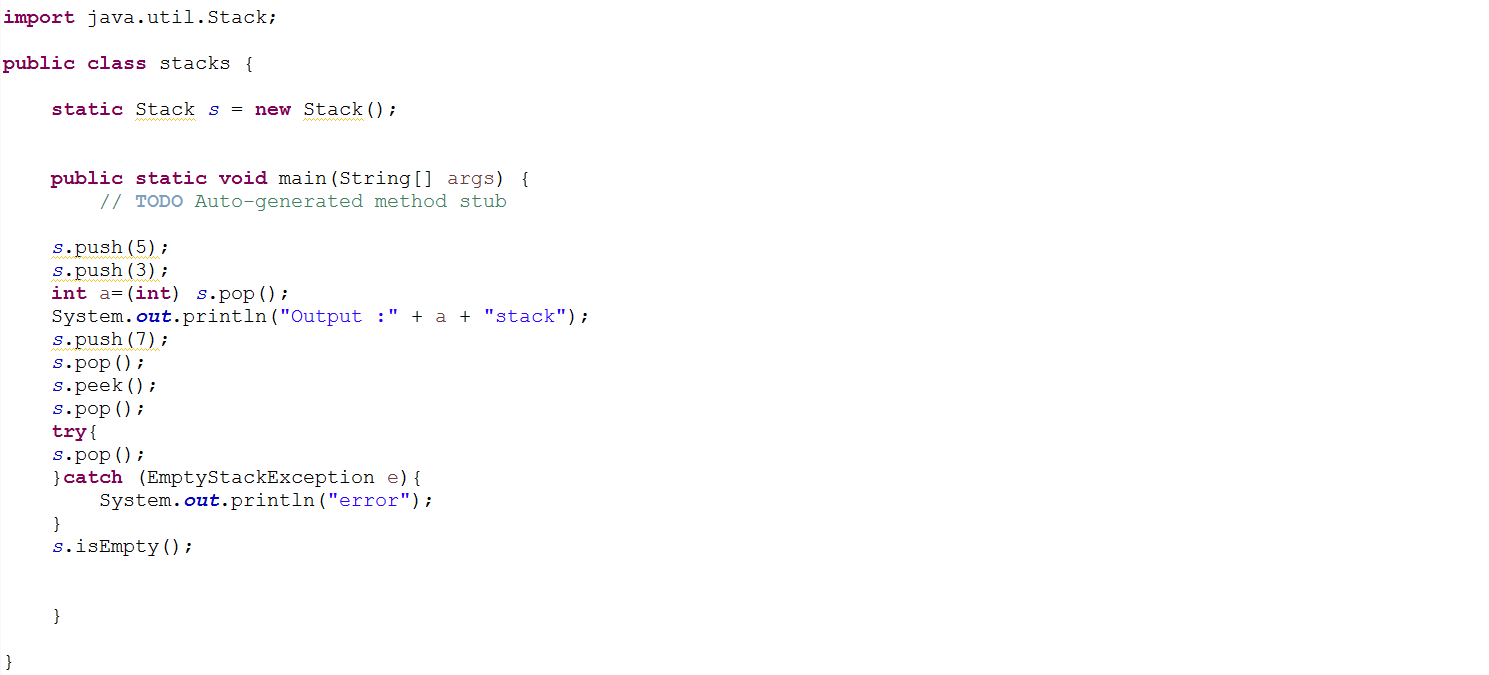 import java.util.Stack;
public class stacks {
static Stack s = new Stack();
public static void main(String[] args) {
// TODO Auto-generated method stub
s.push(5);
s.push(3);
int a=(int) s.pop();
System.out.println("Output :" + a + "stack");
s.push(7);
s.pop();
s.peek();
s.pop();
try{
s.pop();
}catch (EmptyStackException e){
System.out.println("error");
}
s.isEmpty();
}
}